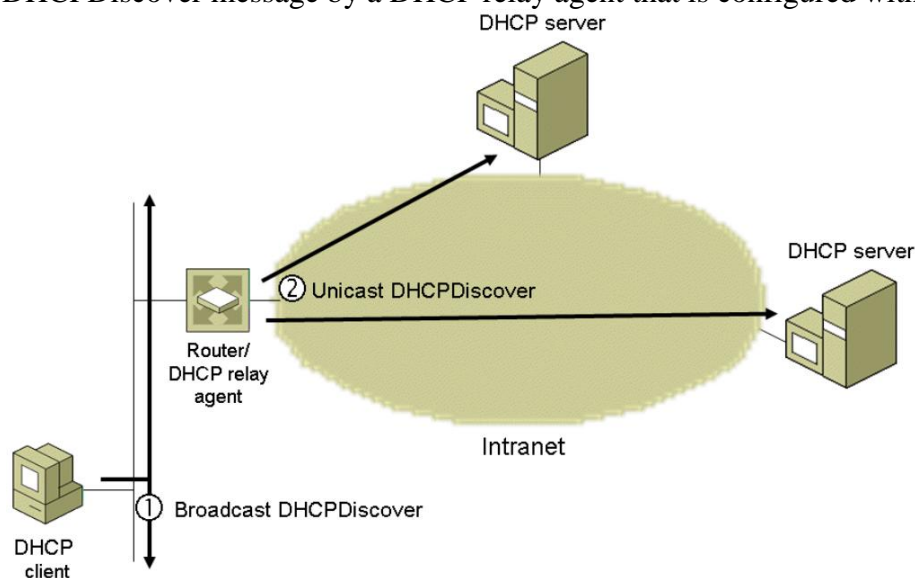 DHCPDiscover message by a DHCP relay agent that is configured with
DHCP server
DHCP server
2 Unicast DHCPDiscover
Router/
DHCP relay
agent
Intranet
1 Broadcast DHCPDiscover
DHCP
client